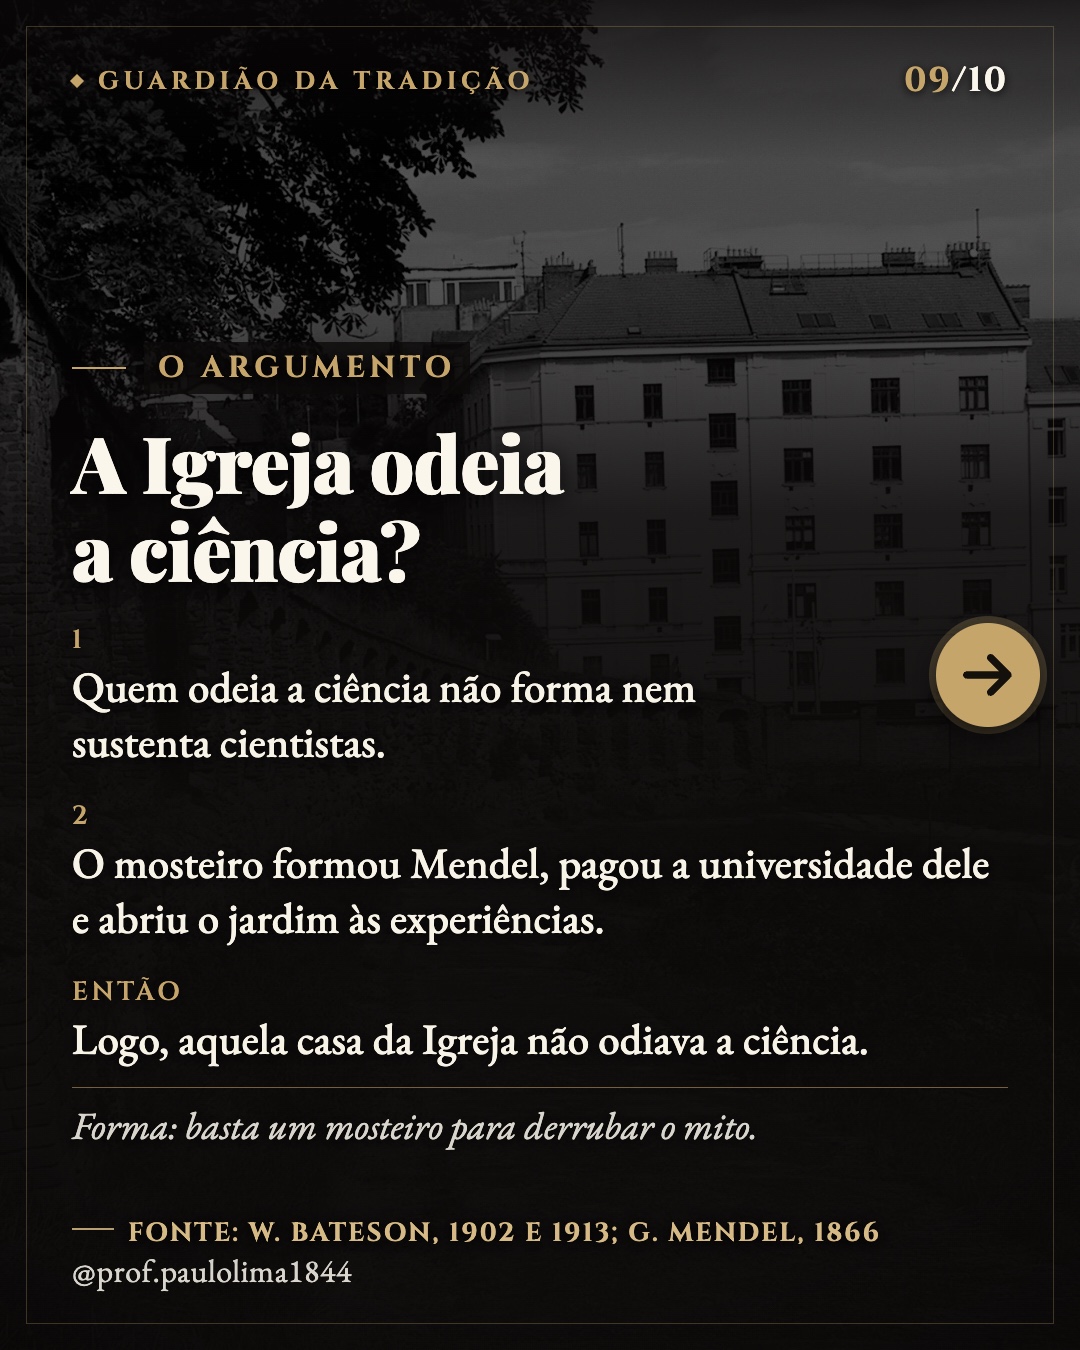 GUARDIÃO DA TRADIÇÃO
09/10
O ARGUMENTO
A Igreja odeia
a ciência?
1
Quem odeia a ciência não forma nem
sustenta cientistas.
2
O mosteiro formou Mendel, pagou a universidade dele
e abriu o jardim às experiências.
ENTÃO
Logo, aquela casa da Igreja não odiava a ciência.
Forma: basta um mosteiro para derrubar o mito.
FONTE: W. BATESON, 1902 E 1913; G. MENDEL, 1866
@prof.paulolima1844